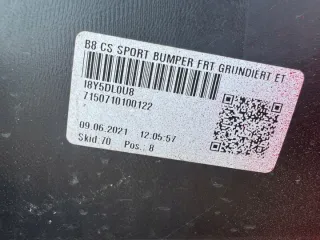 B8 CS SPORT BUMPER FRT GRUNDIERT ET
I8Y5DL0U8
7150710100122
09.06.2021 12:05:57
Skid:70 Pos.:8